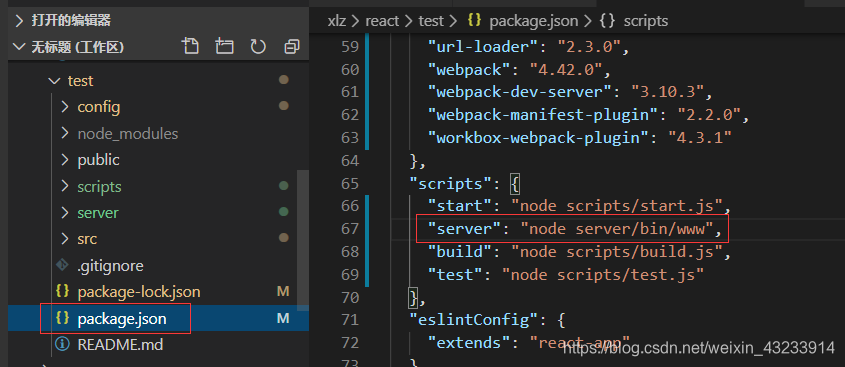 打开的编辑器
无标题 (工作区)
test
config
node_modules
public
scripts
server
src
.gitignore
package-lock.json M
package.json M
README.md
xlz > react > test > {} package.json > {} scripts
59 "url-loader": "2.3.0",
60 "webpack": "4.42.0",
61 "webpack-dev-server": "3.10.3",
62 "webpack-manifest-plugin": "2.2.0",
63 "workbox-webpack-plugin": "4.3.1"
64 },
65 "scripts": {
66 "start": "node scripts/start.js",
67 "server": "node server/bin/www",
68 "build": "node scripts/build.js",
69 "test": "node scripts/test.js"
70 },
71 "eslintConfig": {
72 "extends": "react-app"
73 }
https://blog.csdn.net/weixin_43233914